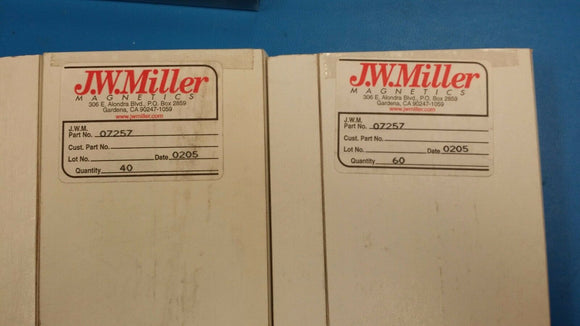 J.W.Miller
MAGNETICS
306 E. Alondra Blvd., P.O. Box 2859
Gardena, CA 90247-1059
www.jwmiller.com
J.W.M.
Part No. 07257
Cust. Part No.
Lot No. Date 0205
Quantity 40
J.W.Miller
MAGNETICS
306 E. Alondra Blvd., P.O. Box 2859
Gardena, CA 90247-1059
www.jwmiller.com
J.W.M.
Part No. 07257
Cust. Part No.
Lot No. Date 0205
Quantity 60